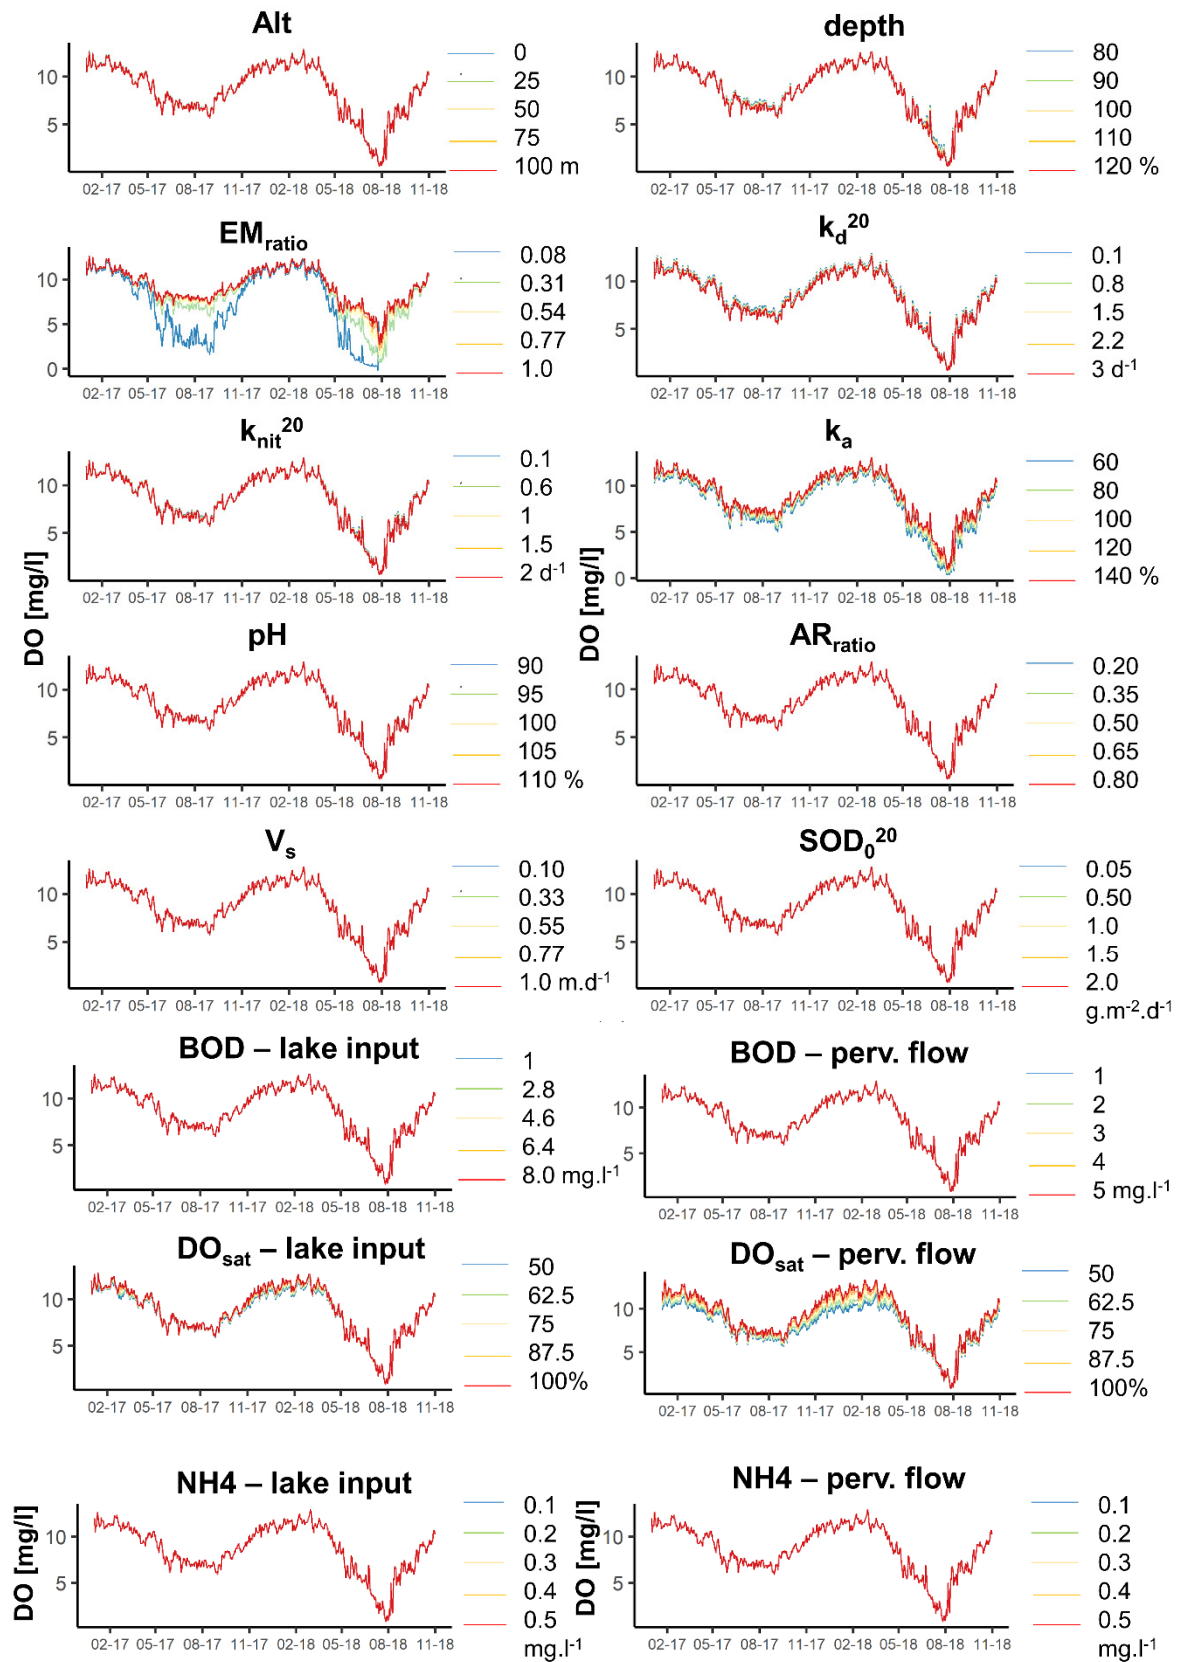 Alt
10
5
02-17 05-17 08-17 11-17 02-18 05-18 08-18 11-18
0
25
50
75
100 m
depth
10
5
02-17 05-17 08-17 11-17 02-18 05-18 08-18 11-18
80
90
100
110
120 %
EMratio
10
5
0
02-17 05-17 08-17 11-17 02-18 05-18 08-18 11-18
0.08
0.31
0.54
0.77
1.0
kd20
10
5
02-17 05-17 08-17 11-17 02-18 05-18 08-18 11-18
0.1
0.8
1.5
2.2
3 d-1
knit20
10
5
02-17 05-17 08-17 11-17 02-18 05-18 08-18 11-18
0.1
0.6
1
1.5
2 d-1
ka
10
5
0
02-17 05-17 08-17 11-17 02-18 05-18 08-18 11-18
60
80
100
120
140 %
DO [mg/l]
DO [mg/l]
pH
10
5
02-17 05-17 08-17 11-17 02-18 05-18 08-18 11-18
90
95
100
105
110 %
ARratio
10
5
02-17 05-17 08-17 11-17 02-18 05-18 08-18 11-18
0.20
0.35
0.50
0.65
0.80
Vs
10
5
02-17 05-17 08-17 11-17 02-18 05-18 08-18 11-18
0.10
0.33
0.55
0.77
1.0 m.d-1
SOD020
10
5
02-17 05-17 08-17 11-17 02-18 05-18 08-18 11-18
0.05
0.50
1.0
1.5
2.0
g.m-2.d-1
BOD – lake input
10
5
02-17 05-17 08-17 11-17 02-18 05-18 08-18 11-18
1
2.8
4.6
6.4
8.0 mg.l-1
BOD – perv. flow
10
5
02-17 05-17 08-17 11-17 02-18 05-18 08-18 11-18
1
2
3
4
5 mg.l-1
DOsat – lake input
10
5
02-17 05-17 08-17 11-17 02-18 05-18 08-18 11-18
50
62.5
75
87.5
100%
DOsat – perv. flow
10
5
02-17 05-17 08-17 11-17 02-18 05-18 08-18 11-18
50
62.5
75
87.5
100%
NH4 – lake input
DO [mg/l]
10
5
02-17 05-17 08-17 11-17 02-18 05-18 08-18 11-18
0.1
0.2
0.3
0.4
0.5
mg.l-1
NH4 – perv. flow
DO [mg/l]
10
5
02-17 05-17 08-17 11-17 02-18 05-18 08-18 11-18
0.1
0.2
0.3
0.4
0.5
mg.l-1